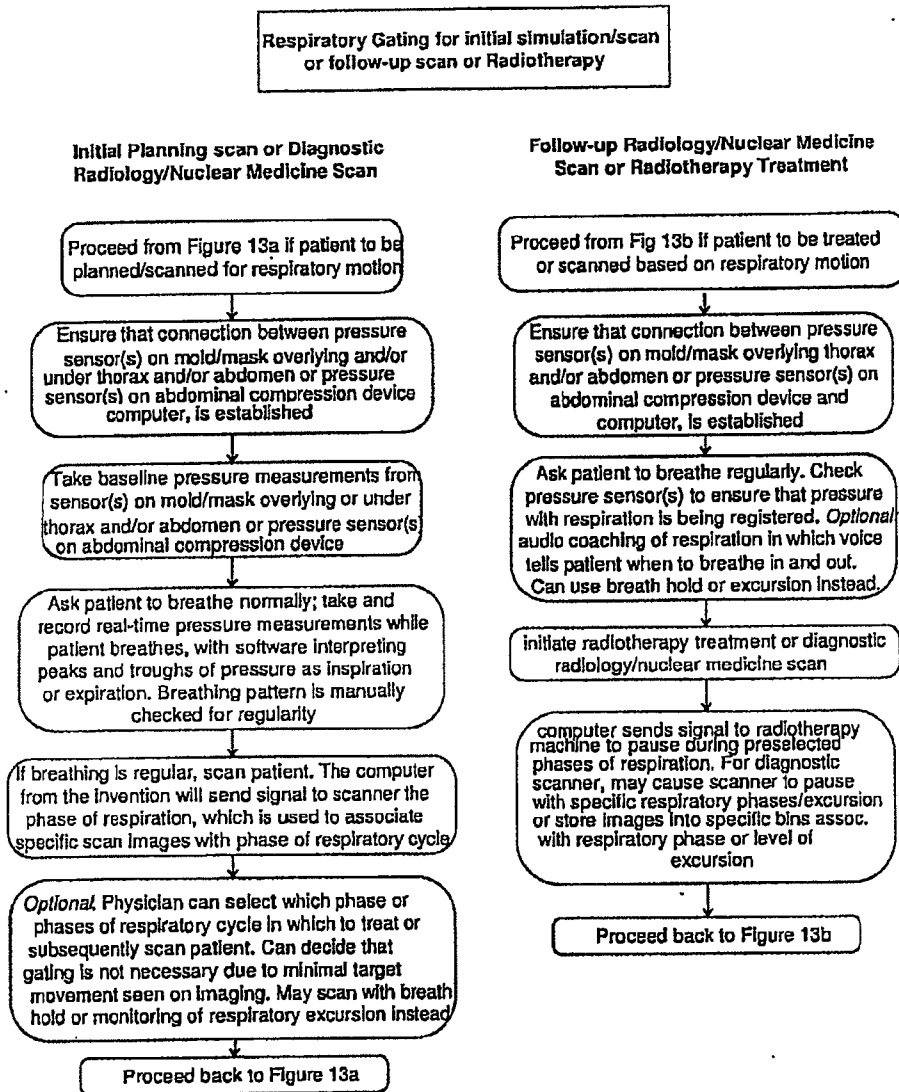 Respiratory Gating for initial simulation/scan
or follow-up scan or Radiotherapy
Initial Planning scan or Diagnostic
Radiology/Nuclear Medicine Scan
Proceed from Figure 13a if patient to be
planned/scanned for respiratory motion
Ensure that connection between pressure
sensor(s) on mold/mask overlying and/or
under thorax and/or abdomen or pressure
sensor(s) on abdominal compression device
computer, is established
Take baseline pressure measurements from
sensor(s) on mold/mask overlying or under
thorax and/or abdomen or pressure sensor(s)
on abdominal compression device
Ask patient to breathe normally; take and
record real-time pressure measurements while
patient breathes, with software interpreting
peaks and troughs of pressure as inspiration
or expiration. Breathing pattern is manually
checked for regularity
If breathing is regular, scan patient. The computer
from the invention will send signal to scanner the
phase of respiration, which is used to associate
specific scan images with phase of respiratory cycle
Optional. Physician can select which phase or
phases of respiratory cycle in which to treat or
subsequently scan patient. Can decide that
gating is not necessary due to minimal target
movement seen on imaging. May scan with breath
hold or monitoring of respiratory excursion instead
Proceed back to Figure 13a
Follow-up Radiology/Nuclear Medicine
Scan or Radiotherapy Treatment
Proceed from Fig 13b if patient to be treated
or scanned based on respiratory motion
Ensure that connection between pressure
sensor(s) on mold/mask overlying thorax
and/or abdomen or pressure sensor(s) on
abdominal compression device and
computer, is established
Ask patient to breathe regularly. Check
pressure sensor(s) to ensure that pressure
with respiration is being registered. Optional
audio coaching of respiration in which voice
tells patient when to breathe in and out.
Can use breath hold or excursion instead.
initiate radiotherapy treatment or diagnostic
radiology/nuclear medicine scan
computer sends signal to radiotherapy
machine to pause during preselected
phases of respiration. For diagnostic
scanner, may cause scanner to pause
with specific respiratory phases/excursion
or store images into specific bins assoc.
with respiratory phase or level of
excursion
Proceed back to Figure 13b